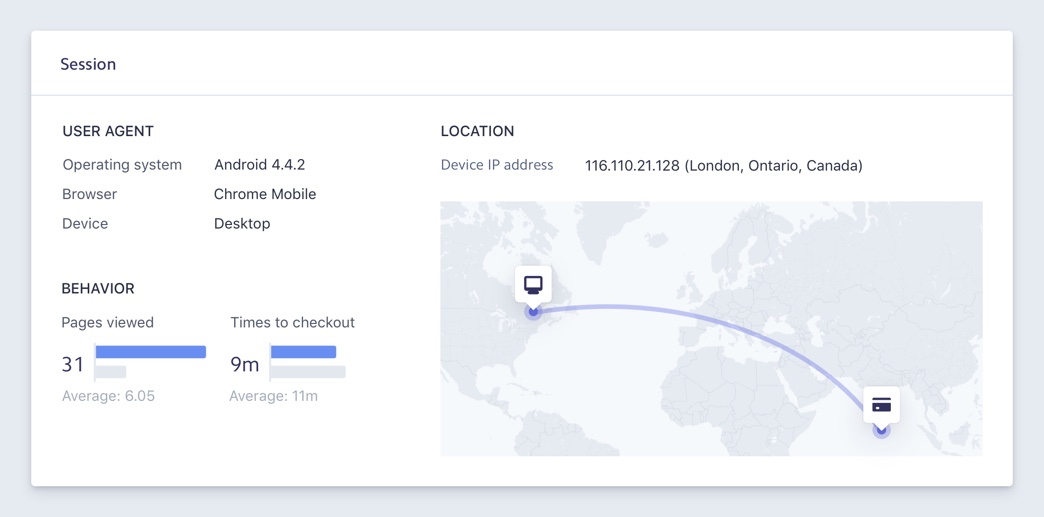 Session
USER AGENT
Operating system Android 4.4.2
Browser Chrome Mobile
Device Desktop
BEHAVIOR
Pages viewed
31
Average: 6.05
Times to checkout
9m
Average: 11m
LOCATION
Device IP address 116.110.21.128 (London, Ontario, Canada)